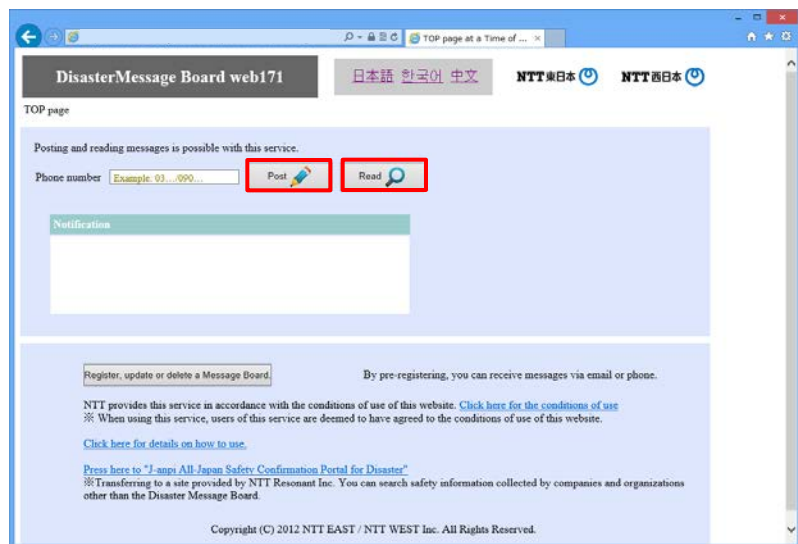 TOP page at a Time of ...
DisasterMessage Board web171
日本語 한국어 中文
NTT東日本
NTT西日本
TOP page
Posting and reading messages is possible with this service.
Phone number
Example: 03..../090...
Post
Read
Notification
Register, update or delete a Message Board.
By pre-registering, you can receive messages via email or phone.
NTT provides this service in accordance with the conditions of use of this website. Click here for the conditions of use
※ When using this service, users of this service are deemed to have agreed to the conditions of use of this website.
Click here for details on how to use.
Press here to "J-anpi All-Japan Safety Confirmation Portal for Disaster"
※Transferring to a site provided by NTT Resonant Inc. You can search safety information collected by companies and organizations
other than the Disaster Message Board.
Copyright (C) 2012 NTT EAST / NTT WEST Inc. All Rights Reserved.